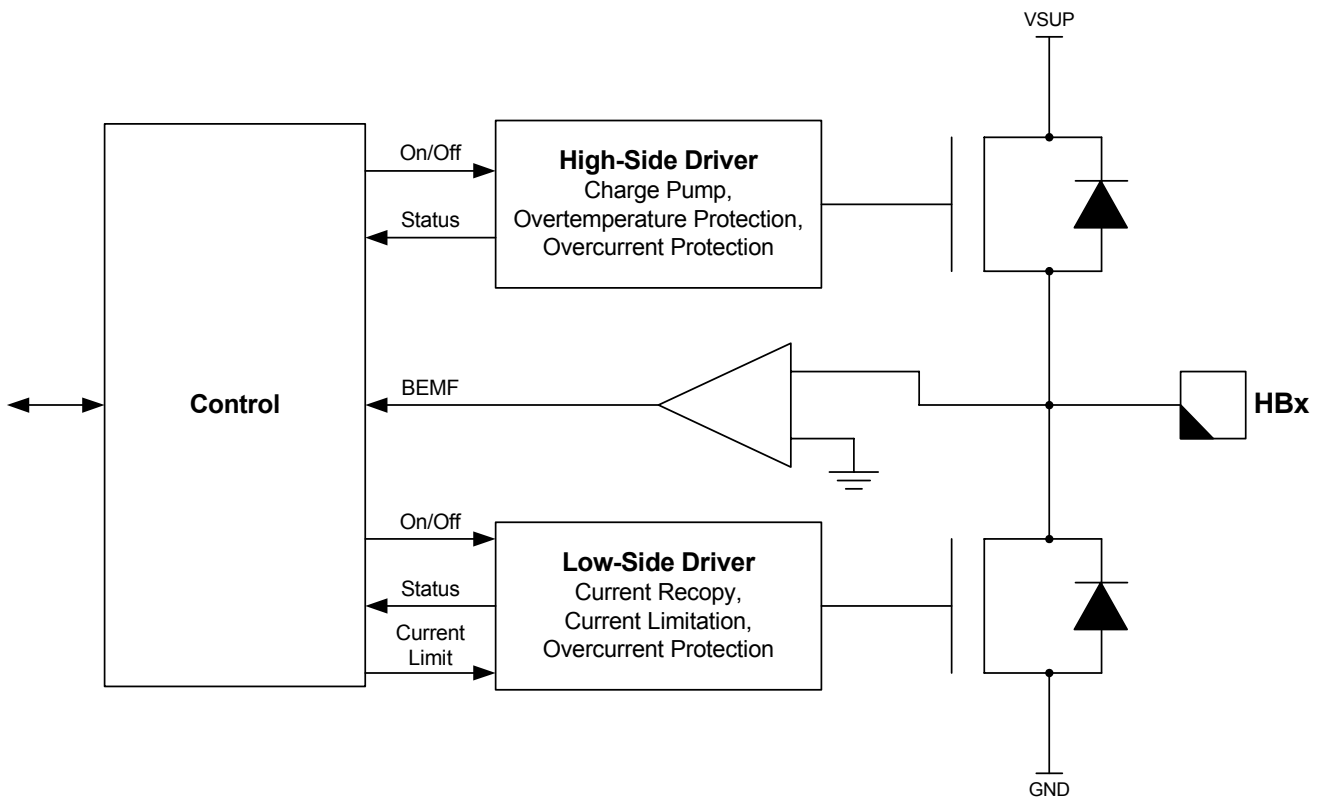 VSUP
On/Off
High-Side Driver
Charge Pump,
Overtemperature Protection,
Overcurrent Protection
Status
Control
BEMF
HBx
On/Off
Low-Side Driver
Current Recopy,
Current Limitation,
Overcurrent Protection
Status
Current
Limit
GND